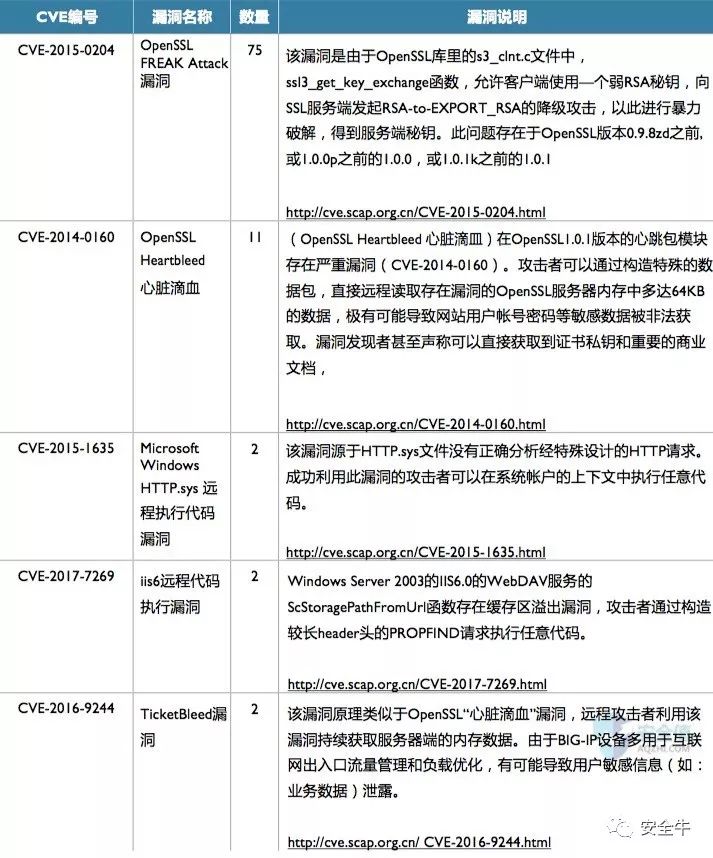 CVE编号 漏洞名称 数量 漏洞说明
CVE-2015-0204
OpenSSL
FREAK Attack
漏洞
75
该漏洞是由于OpenSSL库里的s3_clnt.c文件中，
ssl3_get_key_exchange函数，允许客户端使用一个弱RSA秘钥，向
SSL服务端发起RSA-to-EXPORT_RSA的降级攻击，以此进行暴力
破解，得到服务端秘钥。此问题存在于OpenSSL版本0.9.8zd之前,
或1.0.0p之前的1.0.0，或1.0.1k之前的1.0.1
http://cve.scap.org.cn/CVE-2015-0204.html
CVE-2014-0160
OpenSSL
Heartbleed
心脏滴血
11
（OpenSSL Heartbleed 心脏滴血）在OpenSSL1.0.1版本的心跳包模块
存在严重漏洞（CVE-2014-0160）。攻击者可以通过构造特殊的数
据包，直接远程读取存在漏洞的OpenSSL服务器内存中多达64KB
的数据，极有可能导致网站用户帐号密码等敏感数据被非法获
取。漏洞发现者甚至声称可以直接获取到证书私钥和重要的商业
文档，
http://cve.scap.org.cn/CVE-2014-0160.html
CVE-2015-1635
Microsoft
Windows
HTTP.sys 远
程执行代码
漏洞
2
该漏洞源于HTTP.sys文件没有正确分析经特殊设计的HTTP请求。
成功利用此漏洞的攻击者可以在系统帐户的上下文中执行任意代
码。
http://cve.scap.org.cn/CVE-2015-1635.html
CVE-2017-7269
iis6远程代码
执行漏洞
2
Windows Server 2003的IIS6.0的WebDAV服务的
ScStoragePathFromUrl函数存在缓存区溢出漏洞，攻击者通过构造
较长header头的PROPFIND请求执行任意代码。
http://cve.scap.org.cn/CVE-2017-7269.html
CVE-2016-9244
TicketBleed漏
洞
2
该漏洞原理类似于OpenSSL“心脏滴血”漏洞，远程攻击者利用该
漏洞持续获取服务器端的内存数据。由于BIG-IP设备多用于互联
网出入口流量管理和负载优化，有可能导致用户敏感信息（如：
业务数据）泄露。
http://cve.scap.org.cn/ CVE-2016-9244.html
安全牛